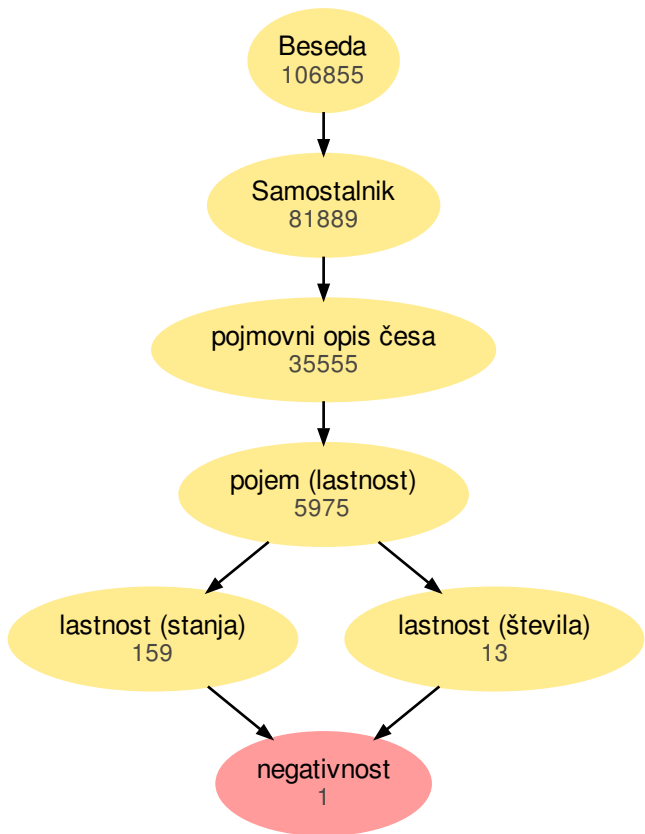 Beseda
106855
Samostalnik
81889
pojmovni opis česa
35555
pojem (lastnost)
5975
lastnost (stanja)
159
lastnost (števila)
13
negativnost
1